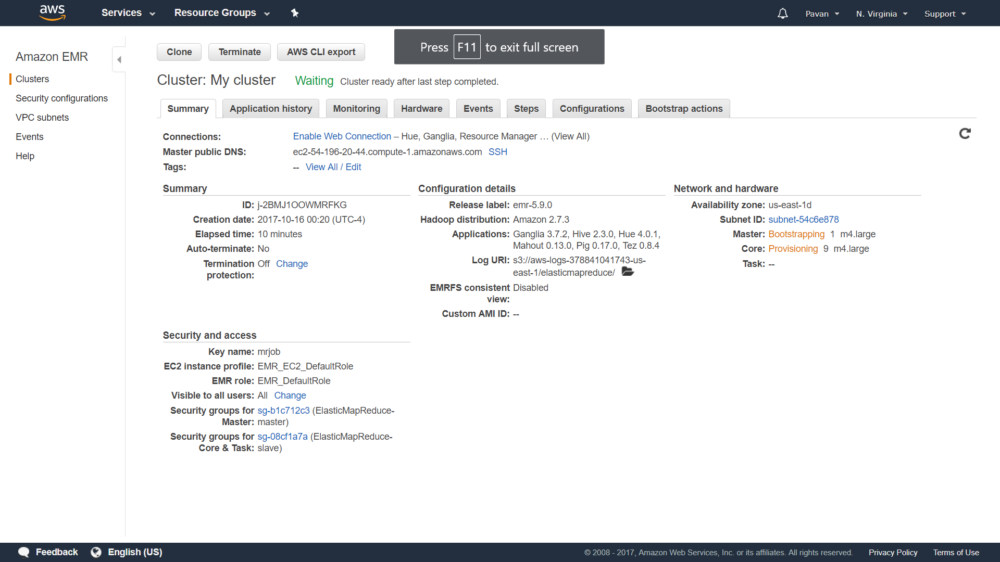 aws
Services
Resource Groups
Pavan
N. Virginia
Support
Press F11 to exit full screen
Amazon EMR
Clusters
Security configurations
VPC subnets
Events
Help
Clone
Terminate
AWS CLI export
Cluster: My cluster Waiting Cluster ready after last step completed.
Summary
Application history
Monitoring
Hardware
Events
Steps
Configurations
Bootstrap actions
Connections: Enable Web Connection – Hue, Ganglia, Resource Manager … (View All)
Master public DNS: ec2-54-196-20-44.compute-1.amazonaws.com SSH
Tags: -- View All / Edit
Summary
ID: j-2BMJ1OOWMRFKG
Creation date: 2017-10-16 00:20 (UTC-4)
Elapsed time: 10 minutes
Auto-terminate: No
Termination Off Change
protection:
Configuration details
Release label: emr-5.9.0
Hadoop distribution: Amazon 2.7.3
Applications: Ganglia 3.7.2, Hive 2.3.0, Hue 4.0.1,
Mahout 0.13.0, Pig 0.17.0, Tez 0.8.4
Log URI: s3://aws-logs-378841041743-us-
east-1/elasticmapreduce/
EMRFS consistent Disabled
view:
Custom AMI ID: --
Network and hardware
Availability zone: us-east-1d
Subnet ID: subnet-54c6e878
Master: Bootstrapping 1 m4.large
Core: Provisioning 9 m4.large
Task: --
Security and access
Key name: mrjob
EC2 instance profile: EMR_EC2_DefaultRole
EMR role: EMR_DefaultRole
Visible to all users: All Change
Security groups for sg-b1c712c3 (ElasticMapReduce-
Master: master)
Security groups for sg-08cf1a7a (ElasticMapReduce-
Core & Task: slave)
Feedback
English (US)
© 2008 - 2017, Amazon Web Services, Inc. or its affiliates. All rights reserved.
Privacy Policy
Terms of Use